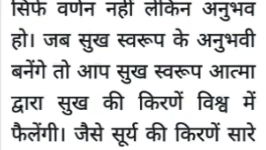 सिर्फ वर्णन नहीं लेकिन अनुभव
हो। जब सुख स्वरूप के अनुभवी
बनेंगे तो आप सुख स्वरूप आत्मा
द्वारा सुख की किरणें विश्व में
फैलेंगी। जैसे सूर्य की किरणें सारे